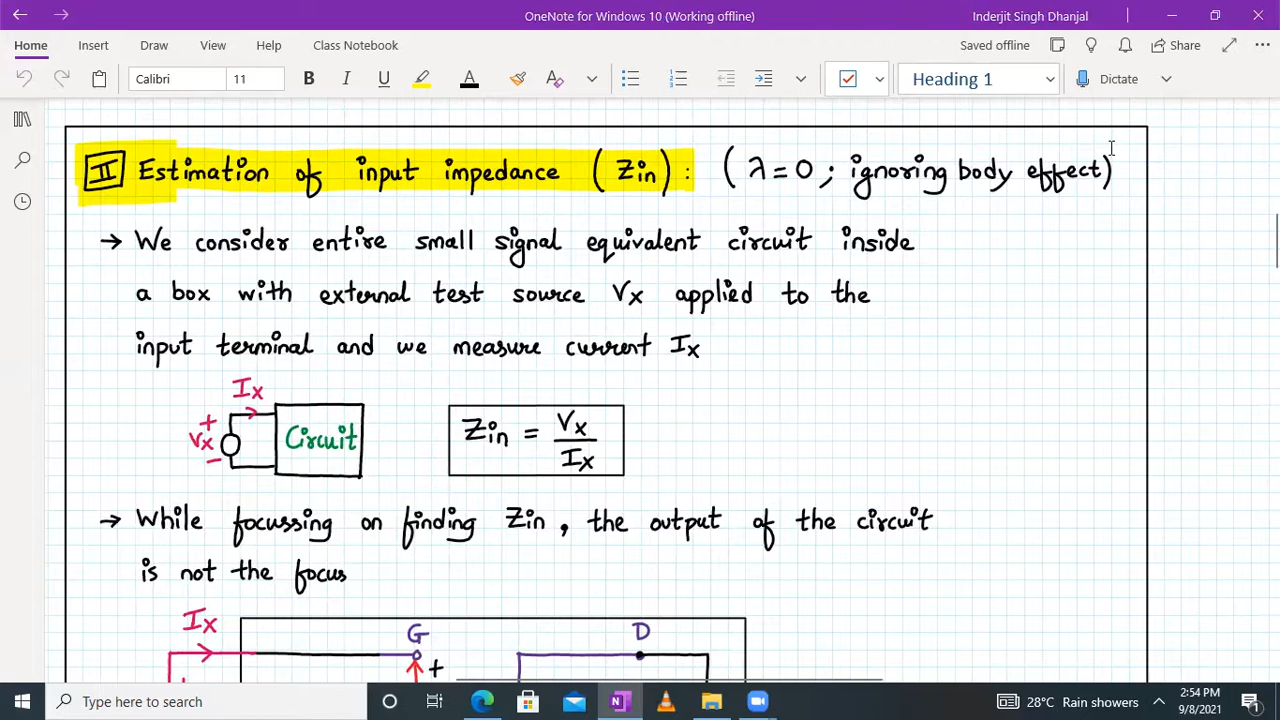 OneNote for Windows 10 (Working offline)
Inderjit Singh Dhanjal
Home Insert Draw View Help Class Notebook
Saved offline
Share
Calibri 11 B I U A Heading 1 Dictate
II Estimation of input impedance (Zin) : (λ = 0 ; ignoring body effect)
→ We consider entire small signal equivalent circuit inside
a box with external test source Vx applied to the
input terminal and we measure current Ix
Ix
+
Vx
−
Circuit
Zin = Vx
Ix
→ While focussing on finding Zin , the output of the circuit
is not the focus
Ix
G
D
+
Type here to search
28°C Rain showers
2:54 PM
9/8/2021
1